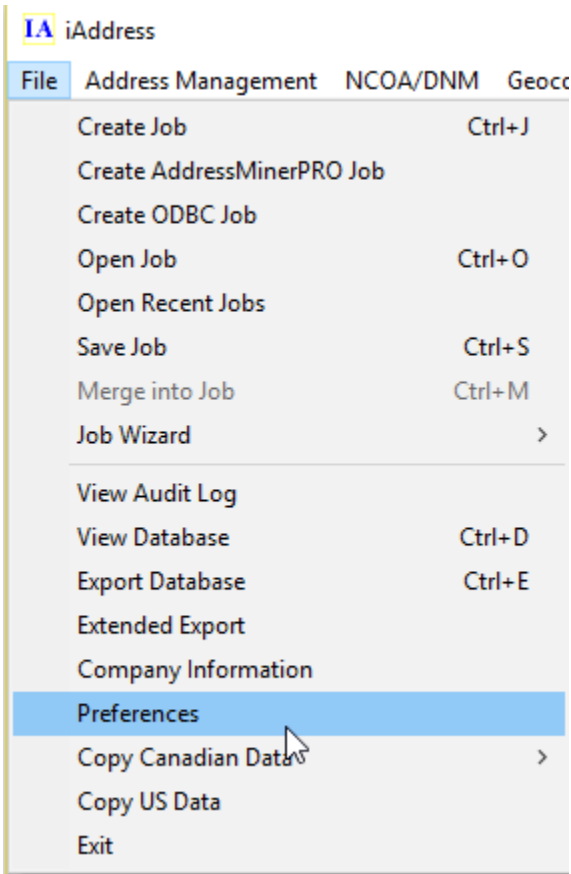 IA iAddress
File Address Management NCOA/DNM Geoco
Create Job Ctrl+J
Create AddressMinerPRO Job
Create ODBC Job
Open Job Ctrl+O
Open Recent Jobs
Save Job Ctrl+S
Merge into Job Ctrl+M
Job Wizard >
View Audit Log
View Database Ctrl+D
Export Database Ctrl+E
Extended Export
Company Information
Preferences
Copy Canadian Data >
Copy US Data
Exit